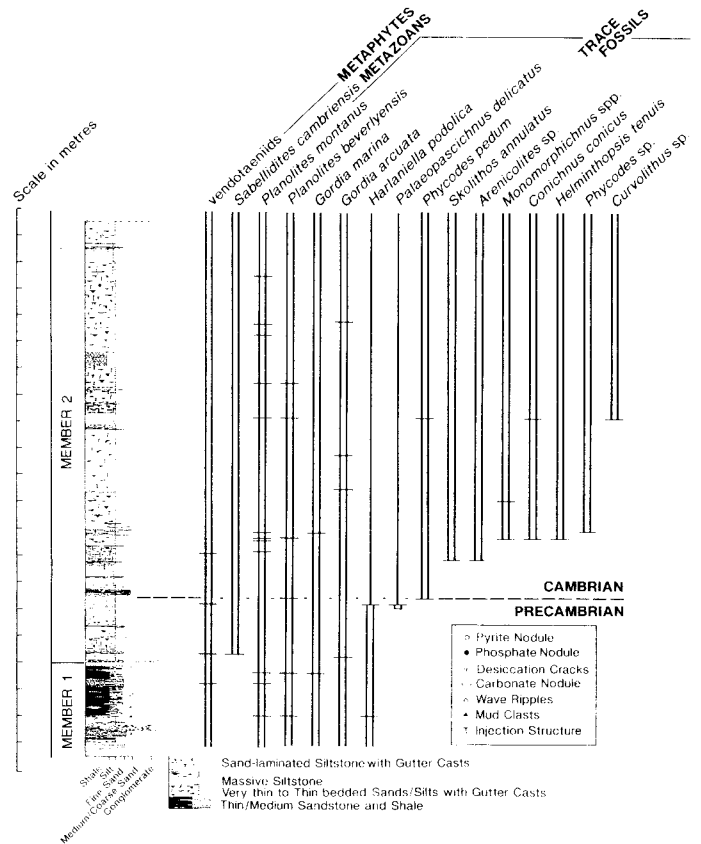 METAPHYTES
METAZOANS
TRACE
FOSSILS
Scale in metres
vendotaeniids
Sabellidites cambriensis
Planolites montanus
Planolites beverlyensis
Gordia marina
Gordia arcuata
Harlaniella podolica
Palaeopascichnus delicatus
Phycodes pedum
Skolithos annulatus
Arenicolites sp
Monomorphichnus spp.
Conichnus conicus
Helminthopsis tenuis
Phycodes sp.
Curvolithus sp.
MEMBER 2
MEMBER 1
CAMBRIAN
PRECAMBRIAN
Pyrite Nodule
Phosphate Nodule
Desiccation Cracks
Carbonate Nodule
Wave Ripples
Mud Clasts
Injection Structure
Shale
Silt
Fine Sand
Medium/Coarse Sand
Conglomerate
Sand-laminated Siltstone with Gutter Casts
Massive Siltstone
Very thin to Thin bedded Sands/Silts with Gutter Casts
Thin/Medium Sandstone and Shale